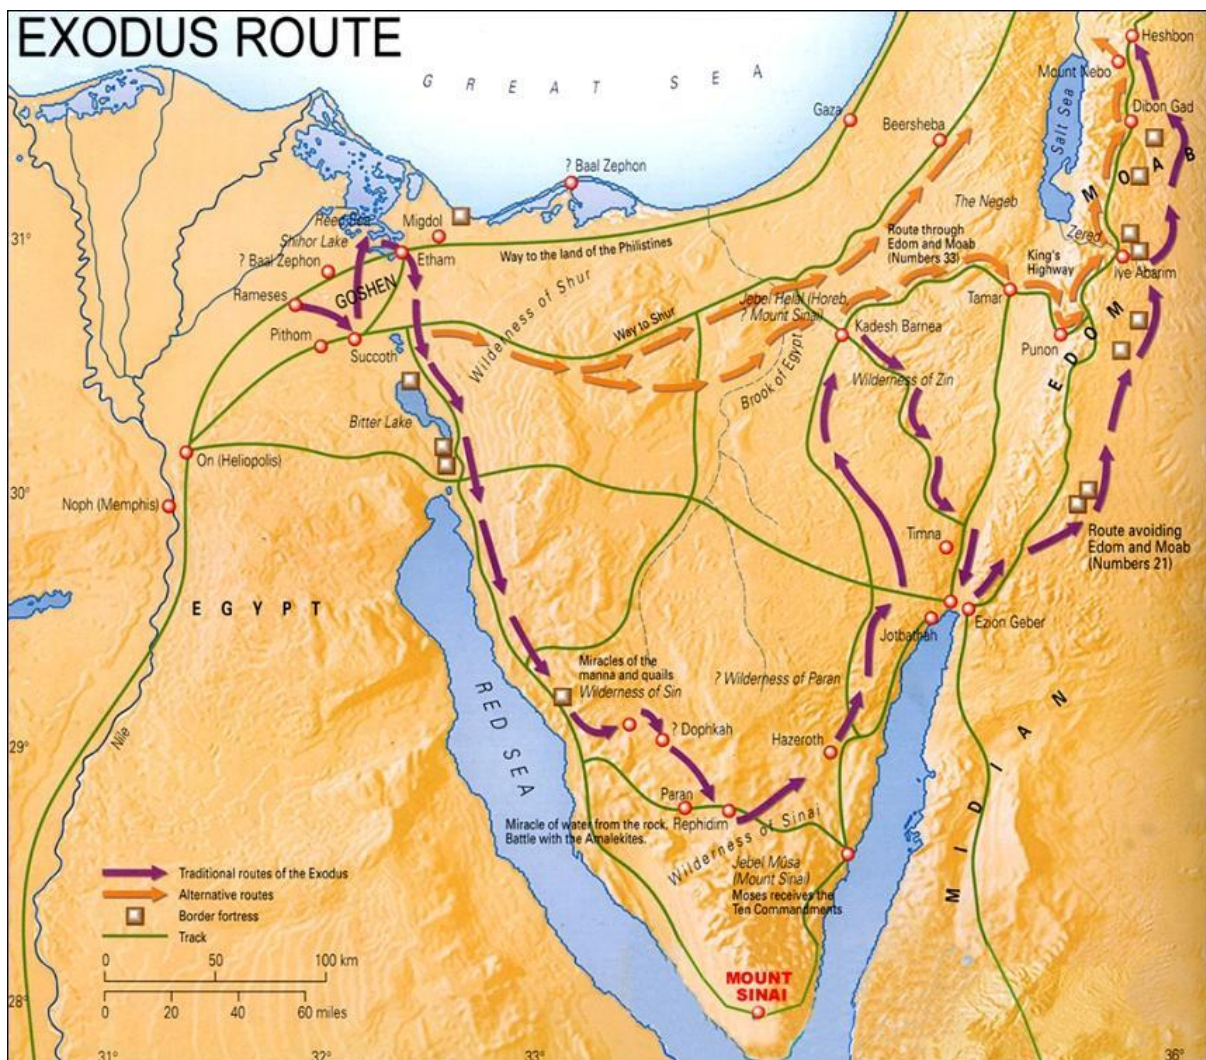 EXODUS ROUTE
GREAT SEA
Heshbon
Mount Nebo
Salt Sea
Dibon Gad
Gaza
Beersheba
? Baal Zephon
MOAB
The Negeb
Reed Sea
Migdol
31°
Shihor Lake
Etham
Way to the land of the Philistines
Route through
Edom and Moab
(Numbers 33)
Zered
? Baal Zephon
King's
Highway
Iye Abarim
Rameses
GOSHEN
Wilderness of Shur
Jebel Helal (Horeb,
? Mount Sinai)
Tamar
Pithom
Succoth
Way to Shur
Kadesh Barnea
Punon
EDOM
Brook of Egypt
Wilderness of Zin
Bitter Lake
On (Heliopolis)
30°
Noph (Memphis)
Timna
Route avoiding
Edom and Moab
(Numbers 21)
EGYPT
Jotbathah
Ezion Geber
Miracles of the
manna and quails
Wilderness of Sin
? Wilderness of Paran
RED SEA
? Dophkah
Hazeroth
Nile
29°
MIDIAN
Paran
Miracle of water from the rock.
Battle with the Amalekites.
Rephidim
Wilderness of Sinai
Jebel Mûsa
(Mount Sinai)
Moses receives the
Ten Commandments
Traditional routes of the Exodus
Alternative routes
Border fortress
Track
0 50 100 km
0 20 40 60 miles
MOUNT
SINAI
28°
31° 32° 33° 36°